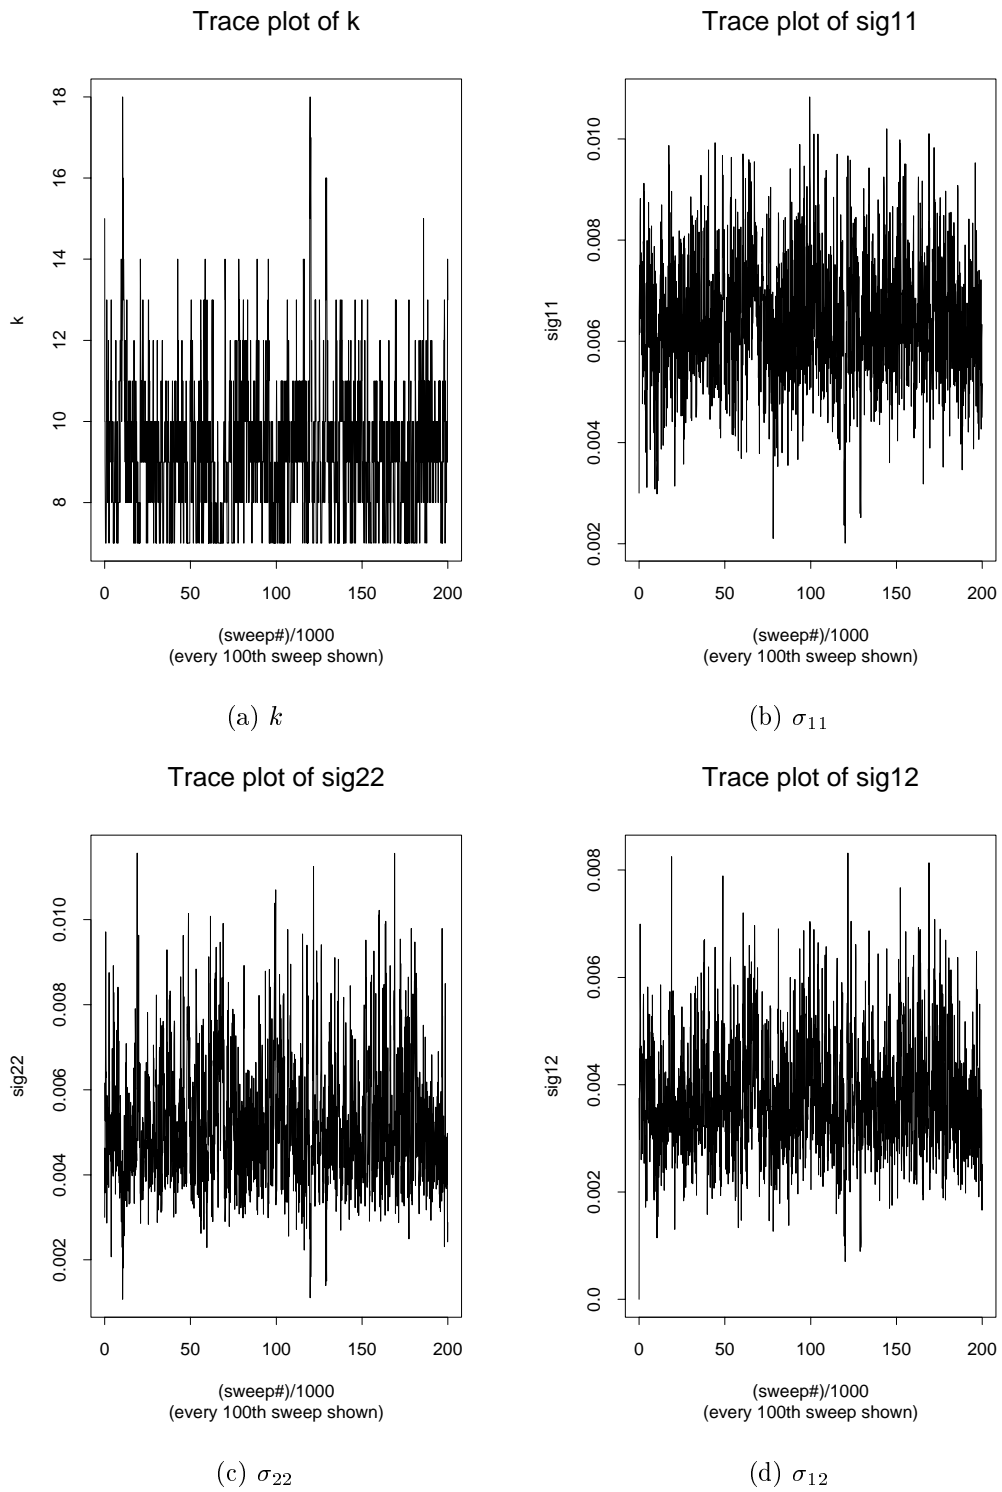 Trace plot of k
18
16
14
12
10
8
k
0 50 100 150 200
(sweep#)/1000
(every 100th sweep shown)
(a) k
Trace plot of sig11
0.010
0.008
0.006
0.004
0.002
sig11
0 50 100 150 200
(sweep#)/1000
(every 100th sweep shown)
(b) σ11
Trace plot of sig22
0.010
0.008
0.006
0.004
0.002
sig22
0 50 100 150 200
(sweep#)/1000
(every 100th sweep shown)
(c) σ22
Trace plot of sig12
0.008
0.006
0.004
0.002
0.0
sig12
0 50 100 150 200
(sweep#)/1000
(every 100th sweep shown)
(d) σ12